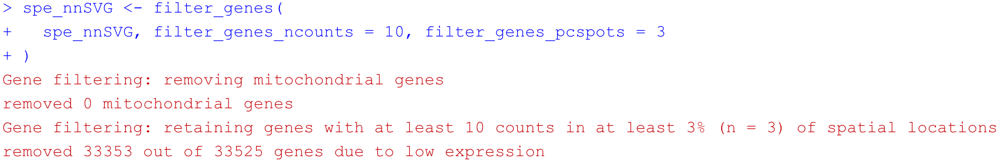 > spe_nnSVG <- filter_genes(
+   spe_nnSVG, filter_genes_ncounts = 10, filter_genes_pcspots = 3
+ )
Gene filtering: removing mitochondrial genes
removed 0 mitochondrial genes
Gene filtering: retaining genes with at least 10 counts in at least 3% (n = 3) of spatial locations
removed 33353 out of 33525 genes due to low expression